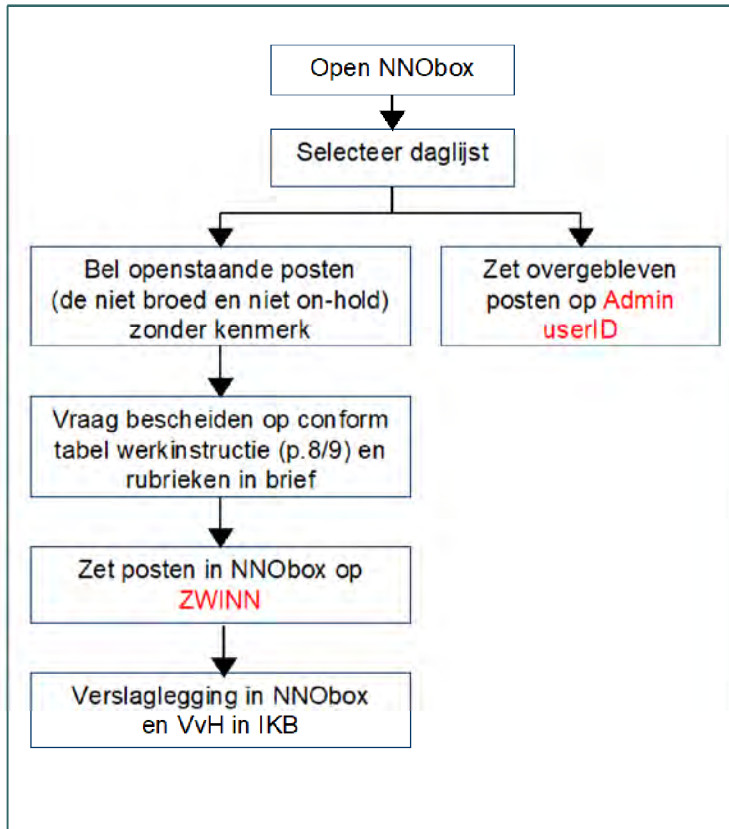 Open NNObox
Selecteer daglijst
Bel openstaande posten
(de niet broed en niet on-hold)
zonder kenmerk
Zet overgebleven
posten op Admin
userID
Vraag bescheiden op conform
tabel werkinstructie (p.8/9) en
rubrieken in brief
Zet posten in NNObox op
ZWINN
Verslaglegging in NNObox
en VvH in IKB